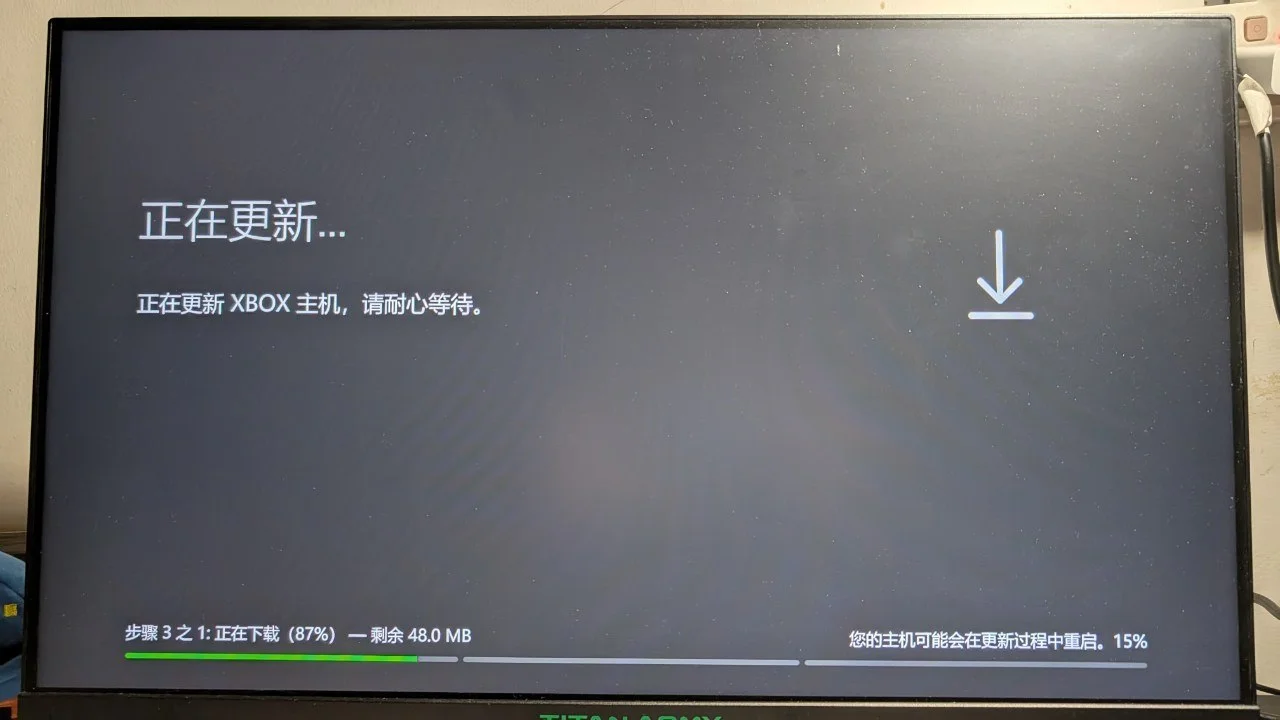 正在更新...
正在更新 XBOX 主机，请耐心等待。
步骤 3 之 1: 正在下载（87%） — 剩余 48.0 MB
您的主机可能会在更新过程中重启。15%
TITAN ARMY